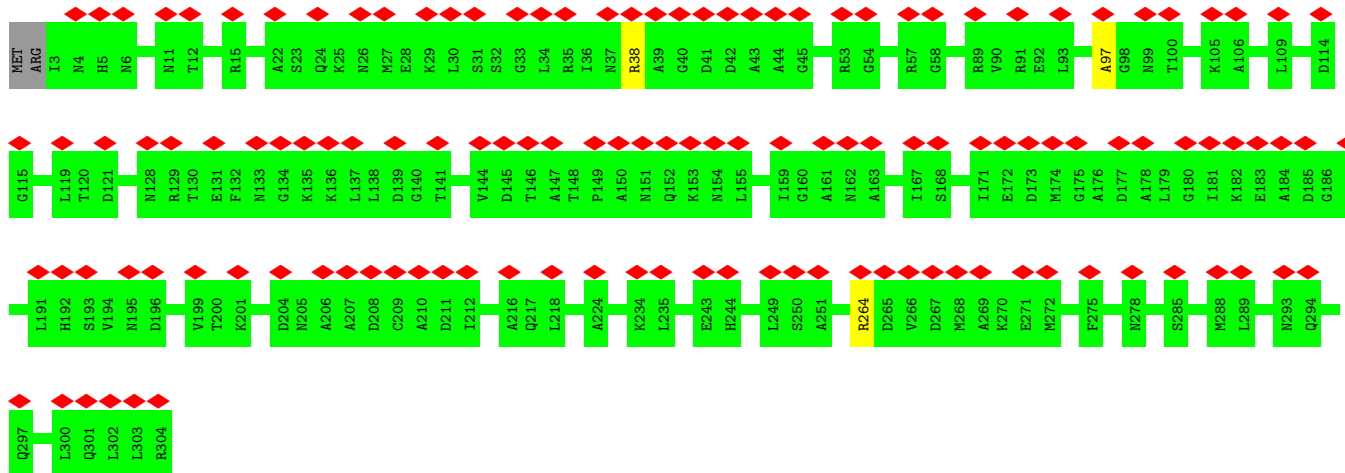 MET ARG I3 N4 H5 N6 N11 T12 R15 A22 S23 Q24 K25 N26 M27 E28 K29 L30 S31 S32 G33 L34 R35 I36 N37 R38 A39 G40 D41 D42 A43 A44 G45 R53 G54 R57 G58 R89 V90 R91 E92 L93 A97 G98 N99 T100 K105 A106 L109 D114
G115 L119 T120 D121 N128 R129 T130 E131 F132 N133 G134 K135 K136 L137 L138 D139 G140 T141 V144 D145 T146 A147 T148 P149 A150 N151 Q152 K153 N154 L155 I159 G160 A161 N162 A163 I167 S168 I171 E172 D173 M174 G175 A176 D177 A178 L179 G180 I181 K182 E183 A184 D185 G186
L191 H192 S193 V194 N195 D196 V199 T200 K201 D204 N205 A206 A207 D208 C209 A210 D211 I212 A216 Q217 L218 A224 K234 L235 E243 H244 L249 S250 A251 R264 D265 V266 D267 M268 A269 K270 E271 M272 F275 N278 S285 M288 L289 N293 Q294
Q297 L300 Q301 L302 L303 R304